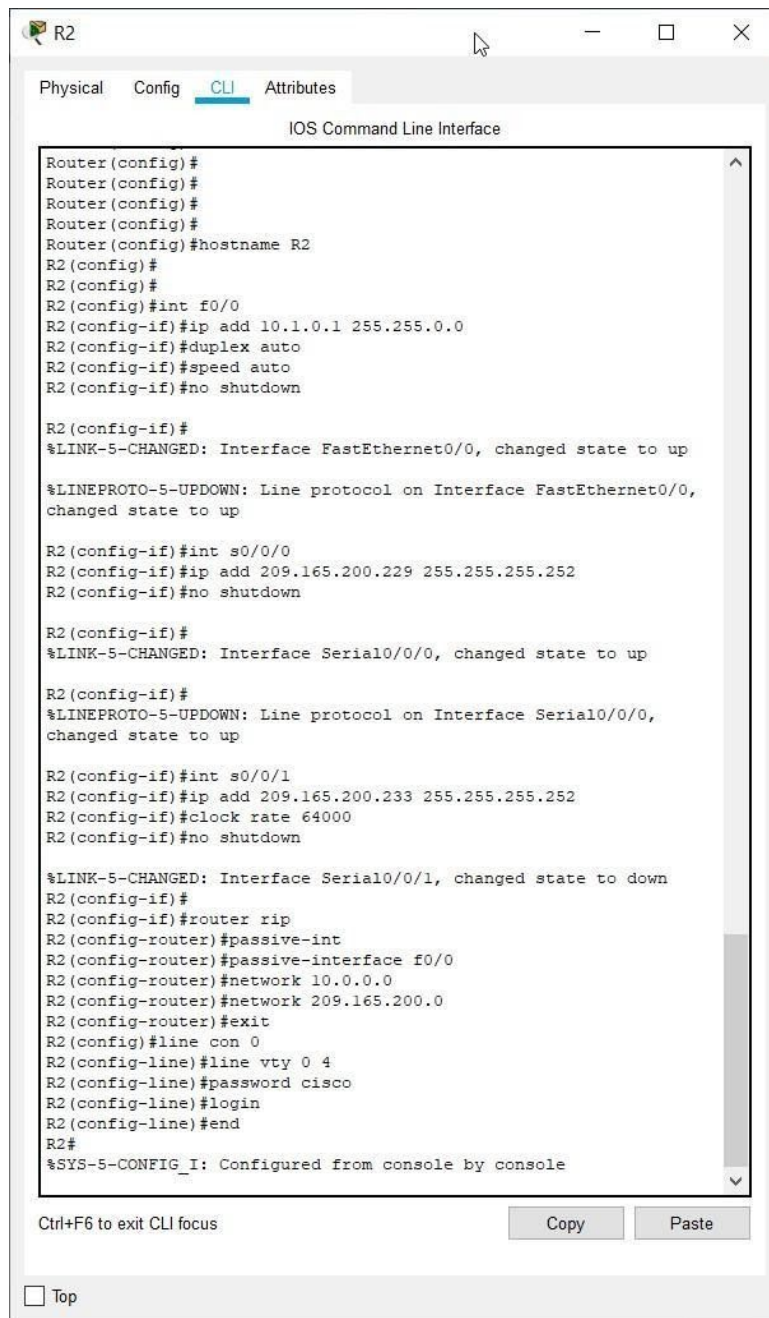 R2
Physical Config CLI Attributes
IOS Command Line Interface
Router(config)#
Router(config)#
Router(config)#
Router(config)#
Router(config)#hostname R2
R2(config)#
R2(config)#
R2(config)#int f0/0
R2(config-if)#ip add 10.1.0.1 255.255.0.0
R2(config-if)#duplex auto
R2(config-if)#speed auto
R2(config-if)#no shutdown
R2(config-if)#
%LINK-5-CHANGED: Interface FastEthernet0/0, changed state to up
%LINEPROTO-5-UPDOWN: Line protocol on Interface FastEthernet0/0,
changed state to up
R2(config-if)#int s0/0/0
R2(config-if)#ip add 209.165.200.229 255.255.255.252
R2(config-if)#no shutdown
R2(config-if)#
%LINK-5-CHANGED: Interface Serial0/0/0, changed state to up
R2(config-if)#
%LINEPROTO-5-UPDOWN: Line protocol on Interface Serial0/0/0,
changed state to up
R2(config-if)#int s0/0/1
R2(config-if)#ip add 209.165.200.233 255.255.255.252
R2(config-if)#clock rate 64000
R2(config-if)#no shutdown
%LINK-5-CHANGED: Interface Serial0/0/1, changed state to down
R2(config-if)#
R2(config-if)#router rip
R2(config-router)#passive-int
R2(config-router)#passive-interface f0/0
R2(config-router)#network 10.0.0.0
R2(config-router)#network 209.165.200.0
R2(config-router)#exit
R2(config)#line con 0
R2(config-line)#line vty 0 4
R2(config-line)#password cisco
R2(config-line)#login
R2(config-line)#end
R2#
%SYS-5-CONFIG_I: Configured from console by console
Ctrl+F6 to exit CLI focus
Copy
Paste
Top